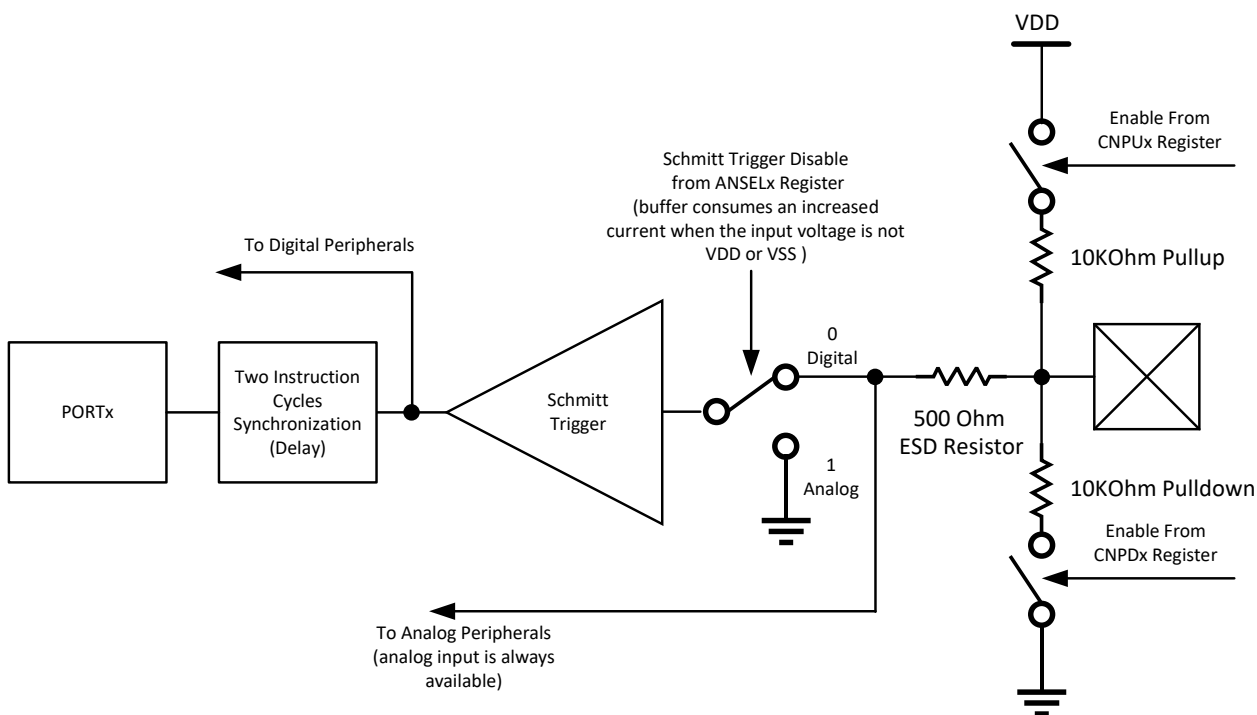 VDD
Enable From
CNPUx Register
Schmitt Trigger Disable
from ANSELx Register
(buffer consumes an increased
current when the input voltage is not
VDD or VSS )
To Digital Peripherals
10KOhm Pullup
0
Digital
PORTx
Two Instruction
Cycles
Synchronization
(Delay)
Schmitt
Trigger
500 Ohm
ESD Resistor
1
Analog
10KOhm Pulldown
Enable From
CNPDx Register
To Analog Peripherals
(analog input is always
available)